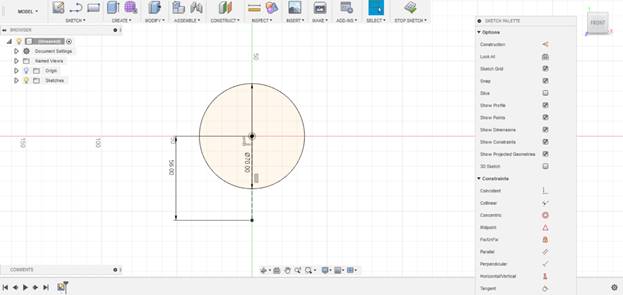 MODEL
SKETCH
CREATE
MODIFY
ASSEMBLE
CONSTRUCT
INSPECT
INSERT
MAKE
ADD-INS
SELECT
STOP SKETCH
BROWSER
(Unsaved)
Document Settings
Named Views
Origin
Sketches
50
150
100
50
56.00
Ø70.00
SKETCH PALETTE
Options
Construction
Look At
Sketch Grid
Snap
Slice
Show Profile
Show Points
Show Dimensions
Show Constraints
Show Projected Geometries
3D Sketch
Constraints
Coincident
Collinear
Concentric
Midpoint
Fix/UnFix
Parallel
Perpendicular
Horizontal/Vertical
Tangent
FRONT
X
COMMENTS